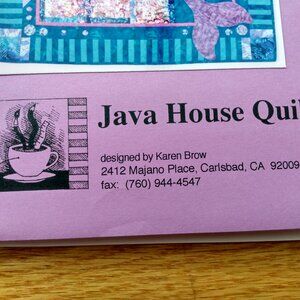 Java House Quil
designed by Karen Brow
2412 Majano Place, Carlsbad, CA 92009
fax: (760) 944-4547